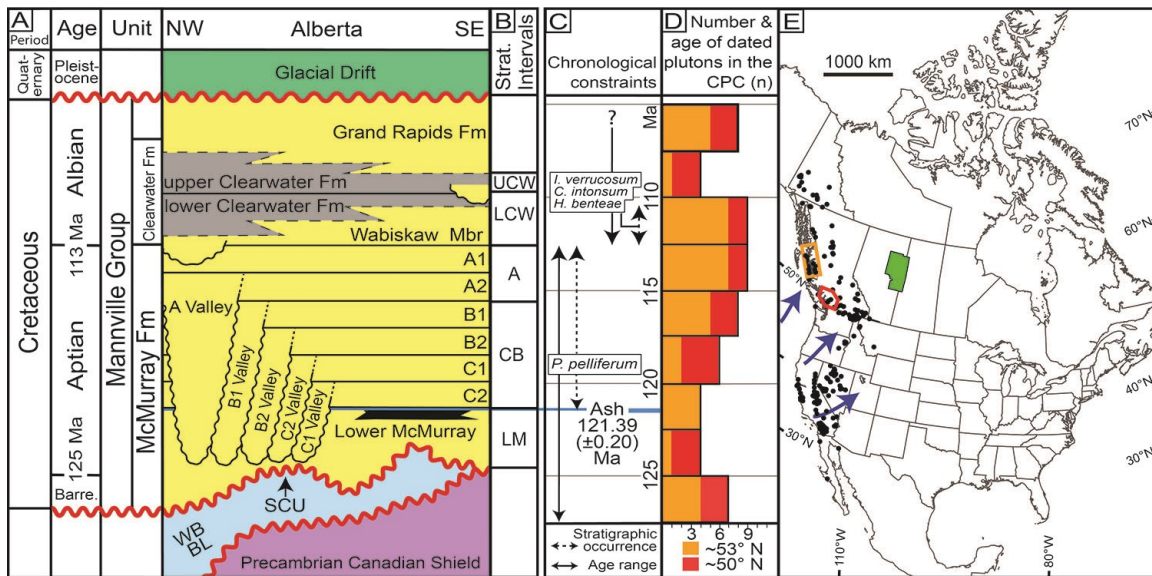 A
Period
Age
Unit
NW
Alberta
SE
B
Strat.
Intervals
C
Chronological
constraints
D
Number &
age of dated
plutons in the
CPC (n)
E
1000 km
Quat-
ernary
Pleist-
ocene
Glacial Drift
Cretaceous
Albian
113 Ma
Aptian
125 Ma
Barre.
Mannville Group
Clearwater Fm
McMurray Fm
Grand Rapids Fm
upper Clearwater Fm
lower Clearwater Fm
Wabiskaw Mbr
A1
A2
B1
B2
C1
C2
A Valley
B1 Valley
B2 Valley
C2 Valley
C1 Valley
Lower McMurray
SCU
WB
BL
Precambrian Canadian Shield
UCW
LCW
A
CB
LM
?
I. verrucosum
C. intonsum
H. benteae
P. pelliferum
Ash
121.39
(±0.20)
Ma
Stratigraphic
occurrence
Age range
Ma
110
115
120
125
3 6 9
~53° N
~50° N
70°N
60°N
50°N
50°N
40°N
30°N
30°N
110°W
80°W